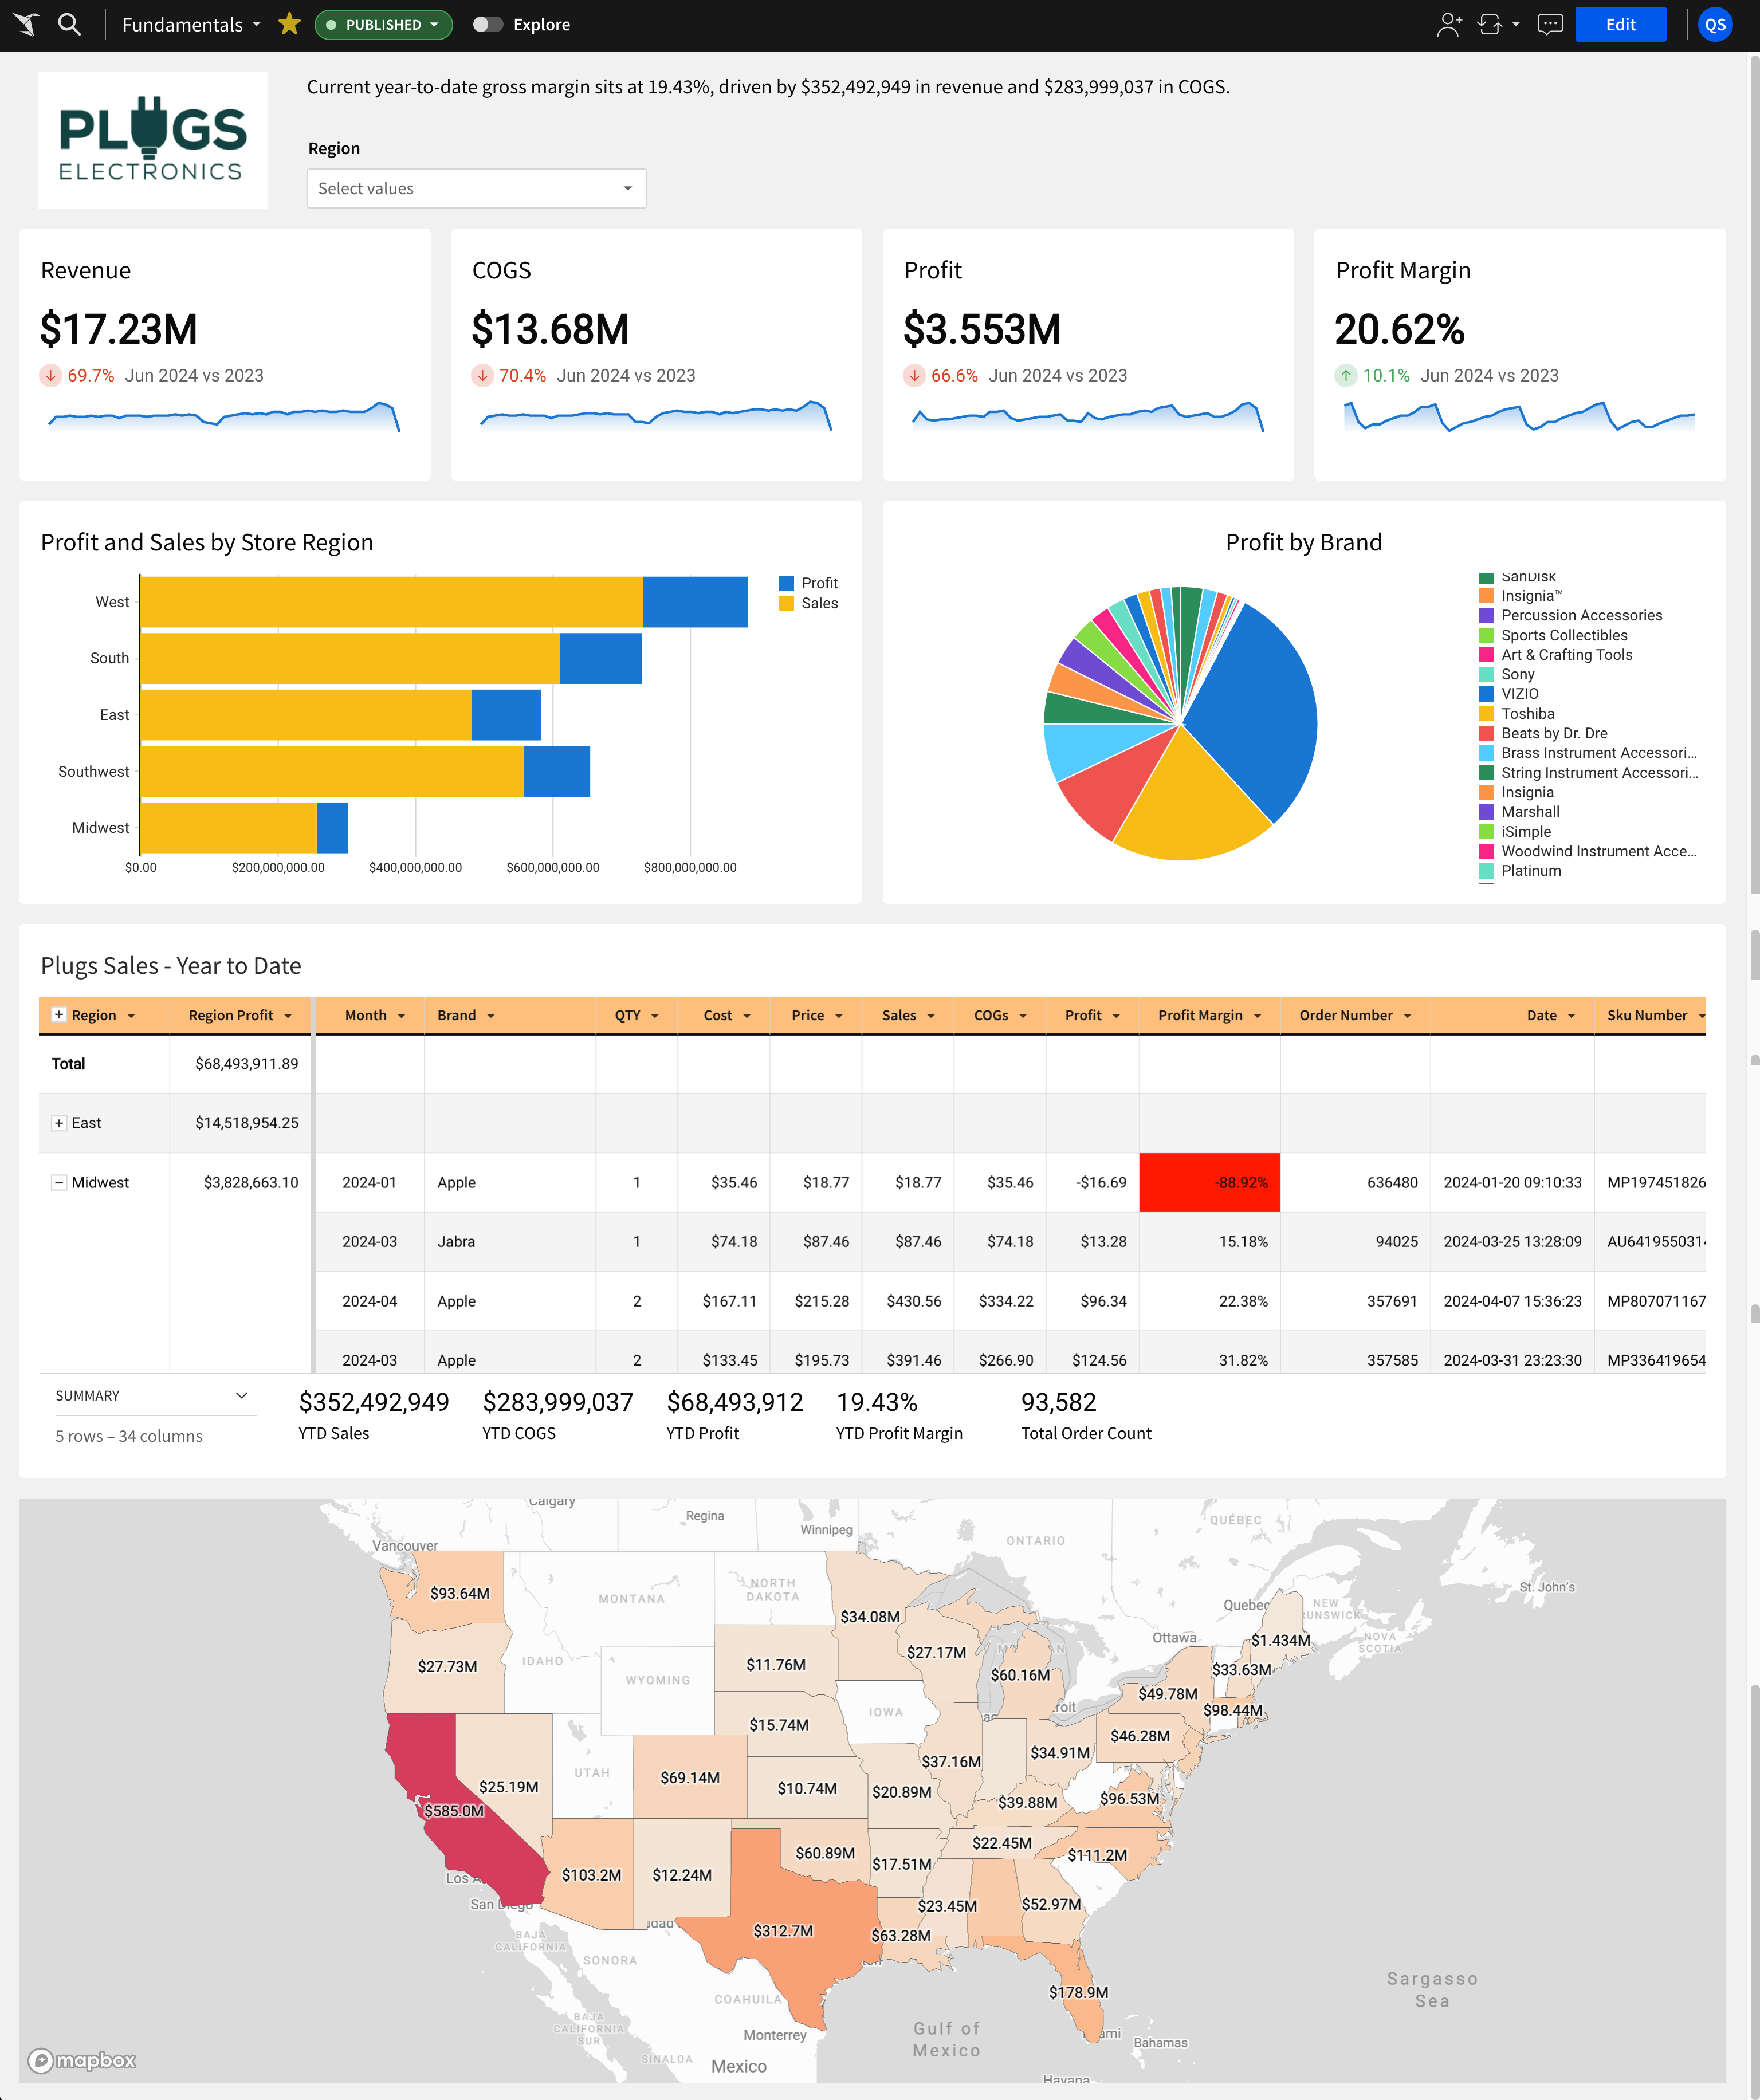 Fundamentals
PUBLISHED
Explore
Edit
QS
PLUGS
ELECTRONICS
Current year-to-date gross margin sits at 19.43%, driven by $352,492,949 in revenue and $283,999,037 in COGS.
Region
Select values
Revenue
$17.23M
69.7% Jun 2024 vs 2023
COGS
$13.68M
70.4% Jun 2024 vs 2023
Profit
$3.553M
66.6% Jun 2024 vs 2023
Profit Margin
20.62%
10.1% Jun 2024 vs 2023
Profit and Sales by Store Region
West
South
East
Southwest
Midwest
$0.00 $200,000,000.00 $400,000,000.00 $600,000,000.00 $800,000,000.00
Profit
Sales
Profit by Brand
SanDisk
Insignia™
Percussion Accessories
Sports Collectibles
Art & Crafting Tools
Sony
VIZIO
Toshiba
Beats by Dr. Dre
Brass Instrument Accessori...
String Instrument Accessori...
Insignia
Marshall
iSimple
Woodwind Instrument Acce...
Platinum
Plugs Sales - Year to Date
Region Region Profit Month Brand QTY Cost Price Sales COGs Profit Profit Margin Order Number Date Sku Number
Total $68,493,911.89
East $14,518,954.25
Midwest $3,828,663.10 2024-01 Apple 1 $35.46 $18.77 $18.77 $35.46 -$16.69 -88.92% 636480 2024-01-20 09:10:33 MP197451826
2024-03 Jabra 1 $74.18 $87.46 $87.46 $74.18 $13.28 15.18% 94025 2024-03-25 13:28:09 AU641955031
2024-04 Apple 2 $167.11 $215.28 $430.56 $334.22 $96.34 22.38% 357691 2024-04-07 15:36:23 MP807071167
2024-03 Apple 2 $133.45 $195.73 $391.46 $266.90 $124.56 31.82% 357585 2024-03-31 23:23:30 MP336419654
SUMMARY
5 rows – 34 columns
$352,492,949
YTD Sales
$283,999,037
YTD COGS
$68,493,912
YTD Profit
19.43%
YTD Profit Margin
93,582
Total Order Count
Calgary
Regina
Winnipeg
Vancouver
ONTARIO
QUÉBEC
St. John's
MONTANA
NORTH
DAKOTA
Quebec
NEW
NOVA
SCOTIA
Ottawa
IDAHO
WYOMING
IOWA
UTAH
$93.64M
$34.08M
$1.434M
$27.73M
$11.76M
$27.17M
$60.16M
$33.63M
$49.78M
$98.44M
$15.74M
$46.28M
$34.91M
$37.16M
$69.14M
$25.19M
$10.74M
$20.89M
$39.88M
$96.53M
$585.0M
$22.45M
$111.2M
$60.89M
$17.51M
$103.2M
$12.24M
$23.45M
$52.97M
$312.7M
$63.28M
$178.9M
Los
San Diego
BAJA
CALIFORNIA
SONORA
COAHUILA
BAJA
CALIFORNIA
SUR
SINALOA
Monterrey
Mexico
Gulf of
Mexico
Bahamas
Havana
Sargasso
Sea
mapbox